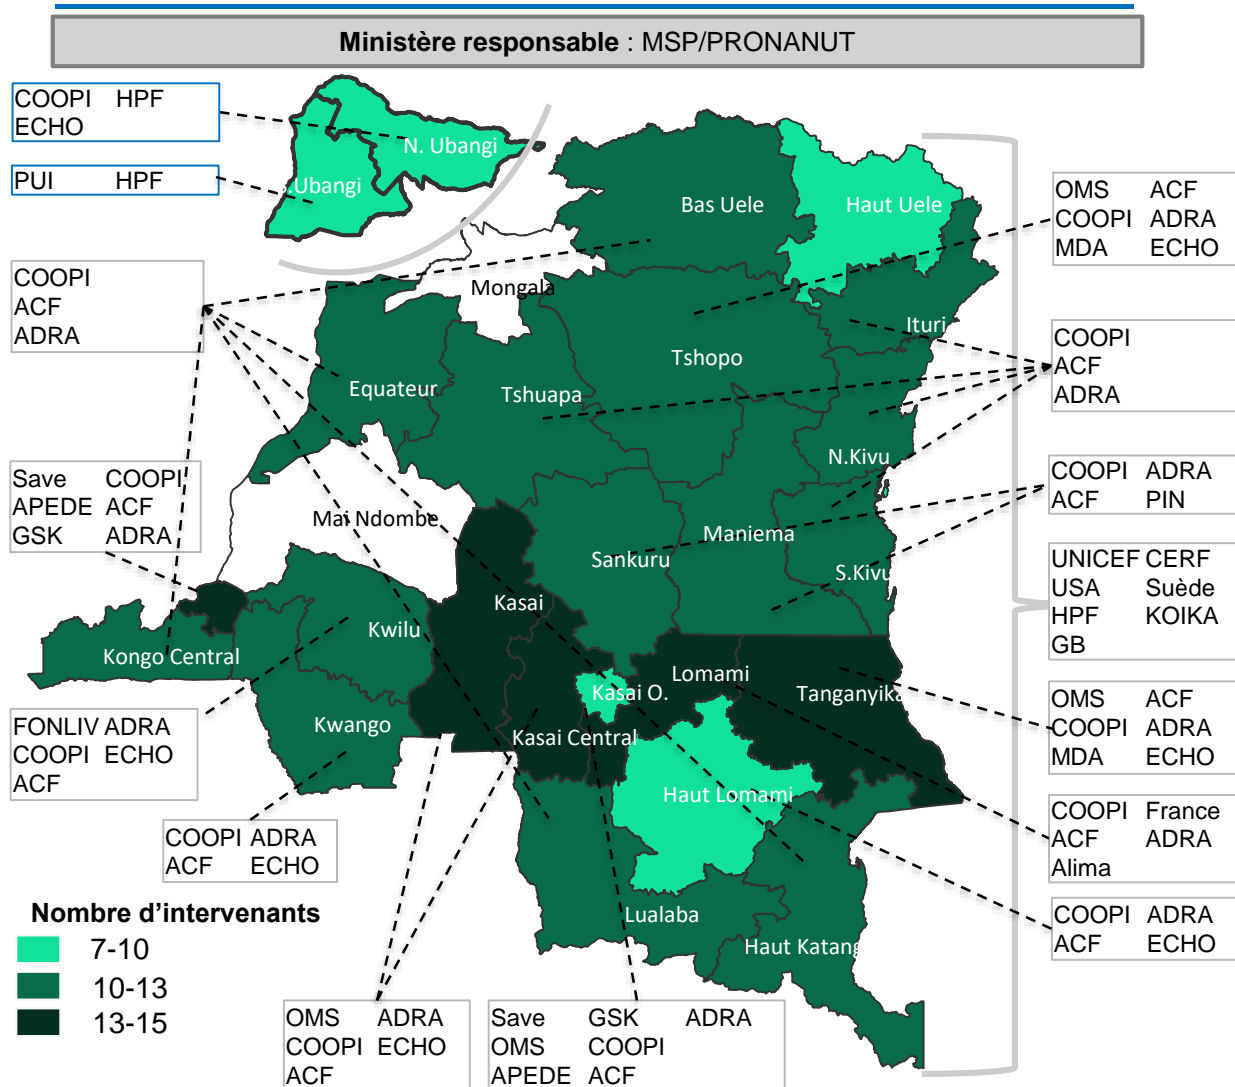 Ministère responsable : MSP/PRONANUT
COOPI HPF
ECHO
PUI HPF
N. Ubangi
S.Ubangi
Bas Uele
Haut Uele
OMS ACF
COOPI ADRA
MDA ECHO
COOPI
ACF
ADRA
Mongala
Ituri
Tshopo
Equateur
Tshuapa
COOPI
ACF
ADRA
N.Kivu
Save COOPI
APEDE ACF
GSK ADRA
COOPI ADRA
ACF PIN
Mai Ndombe
Maniema
Sankuru
S.Kivu
UNICEF CERF
USA Suède
HPF KOIKA
GB
Kasai
Kwilu
Kongo Central
Lomami
Kasai O.
Tanganyika
OMS ACF
COOPI ADRA
MDA ECHO
FONLIV ADRA
COOPI ECHO
ACF
Kwango
Kasai Central
Haut Lomami
COOPI France
ACF ADRA
Alima
COOPI ADRA
ACF ECHO
Lualaba
Haut Katang
COOPI ADRA
ACF ECHO
Nombre d’intervenants
7-10
10-13
13-15
OMS ADRA
COOPI ECHO
ACF
Save GSK ADRA
OMS COOPI
APEDE ACF